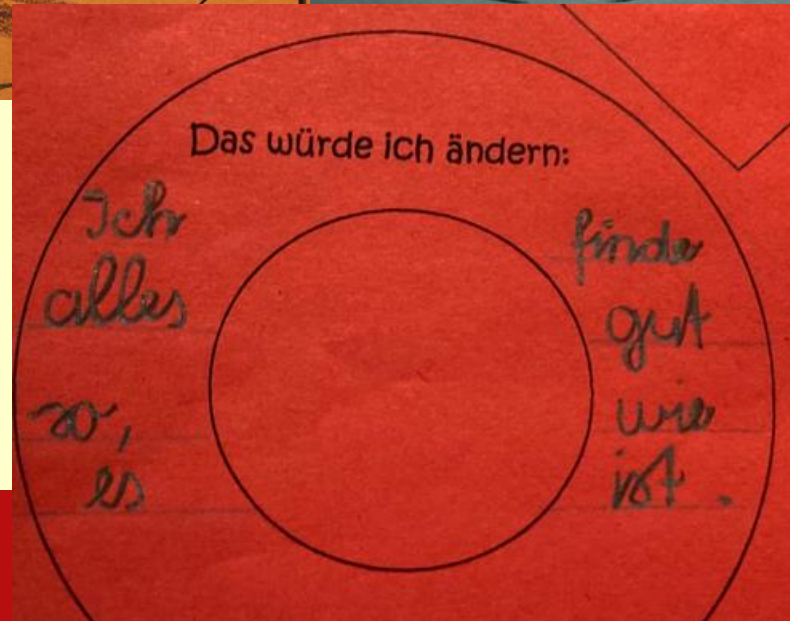 Das würde ich ändern:
Ich finde
alles gut
so, wie
es ist.